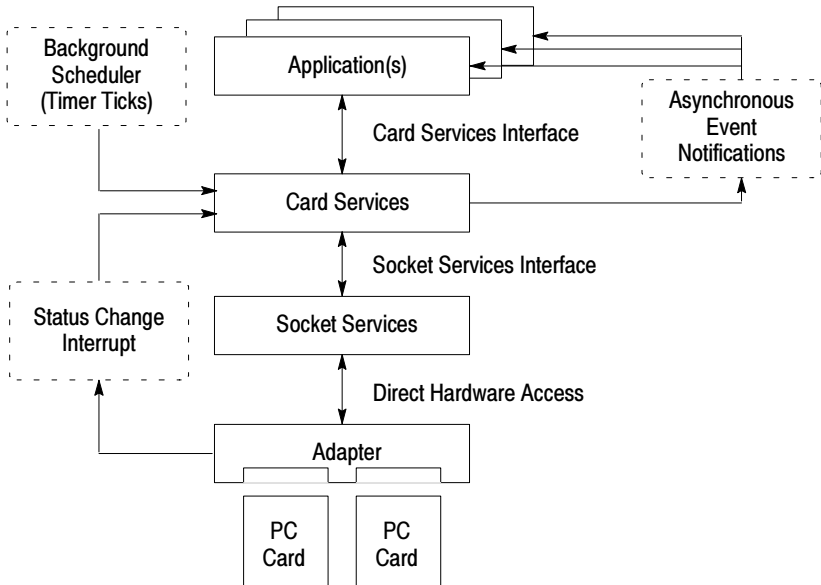 Background
Scheduler
(Timer Ticks)
Application(s)
Asynchronous
Event
Notifications
Card Services Interface
Card Services
Socket Services Interface
Status Change
Interrupt
Socket Services
Direct Hardware Access
Adapter
PC
Card
PC
Card